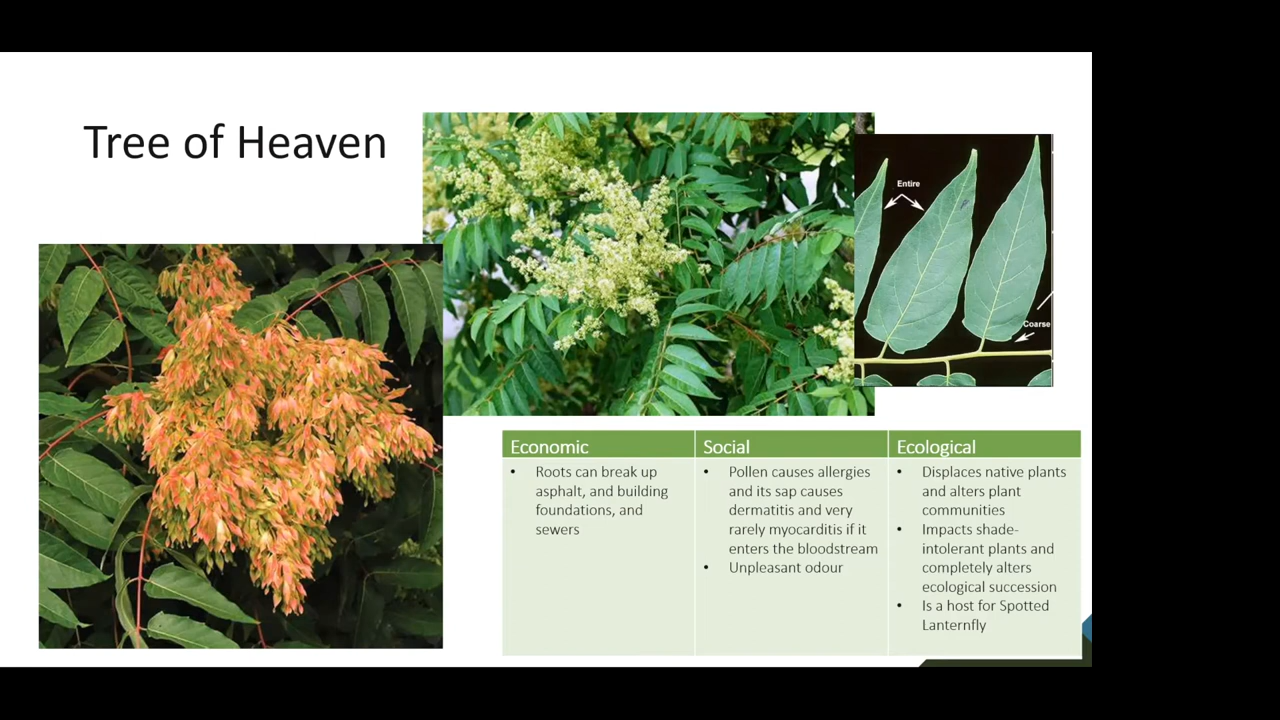 Tree of Heaven
Entire
Coarse
Economic
Roots can break up
asphalt, and building
foundations, and
sewers
Social
Pollen causes allergies
and its sap causes
dermatitis and very
rarely myocarditis if it
enters the bloodstream
Unpleasant odour
Ecological
Displaces native plants
and alters plant
communities
Impacts shade-
intolerant plants and
completely alters
ecological succession
Is a host for Spotted
Lanternfly